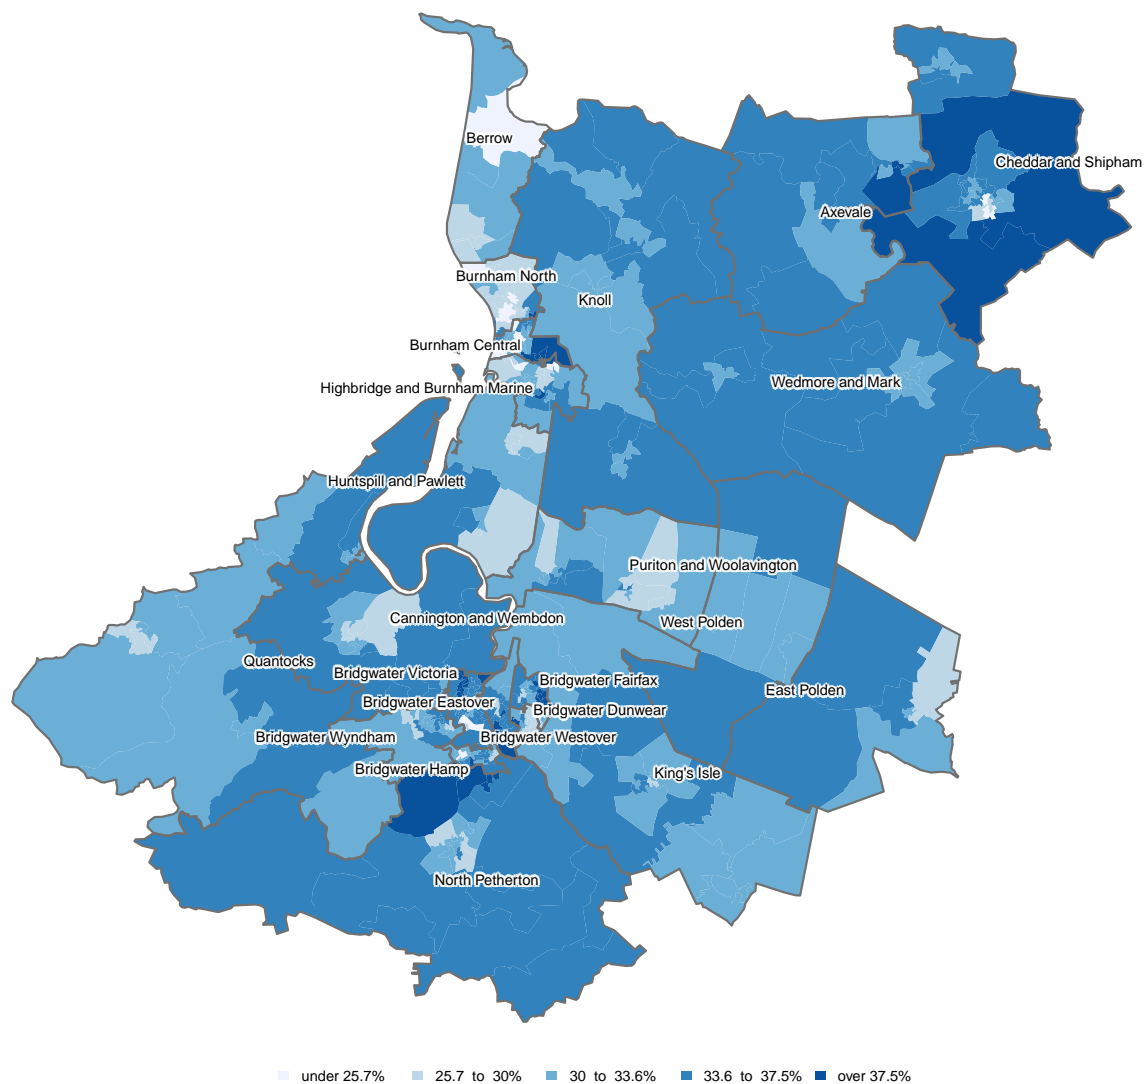 Berrow
Cheddar and Shipham
Axevale
Burnham North
Knoll
Burnham Central
Wedmore and Mark
Highbridge and Burnham Marine
Huntspill and Pawlett
Puriton and Woolavington
Cannington and Wembdon
West Polden
Quantocks
Bridgwater Victoria
Bridgwater Fairfax
East Polden
Bridgwater Eastover
Bridgwater Dunwear
Bridgwater Wyndham
Bridgwater Westover
Bridgwater Hamp
King's Isle
North Petherton
under 25.7% 25.7 to 30% 30 to 33.6% 33.6 to 37.5% over 37.5%